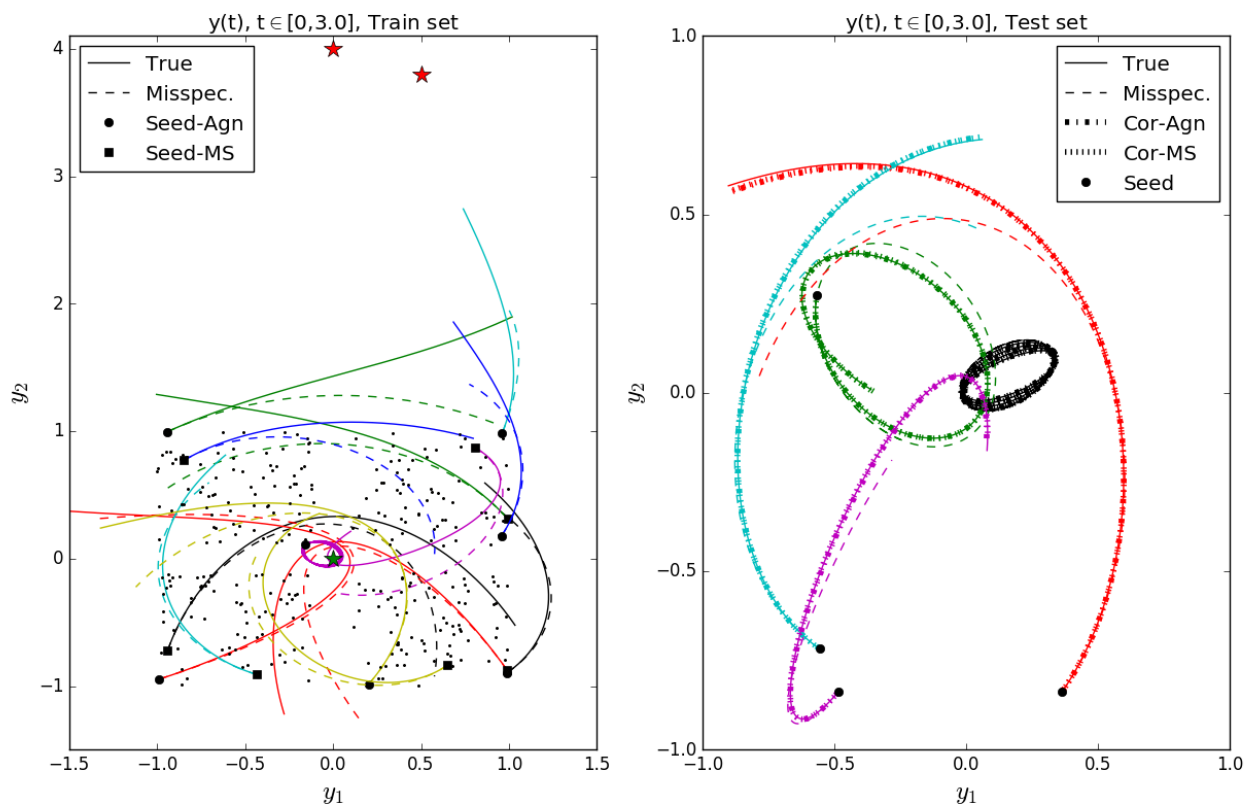 y(t), t∈[0,3.0], Train set
True
Misspec.
Seed-Agn
Seed-MS
4
3
2
1
0
−1
y₂
−1.5
−1.0
−0.5
0.0
0.5
1.0
1.5
y₁
y(t), t∈[0,3.0], Test set
True
Misspec.
Cor-Agn
Cor-MS
Seed
1.0
0.5
0.0
−0.5
−1.0
y₂
−1.0
−0.5
0.0
0.5
1.0
y₁